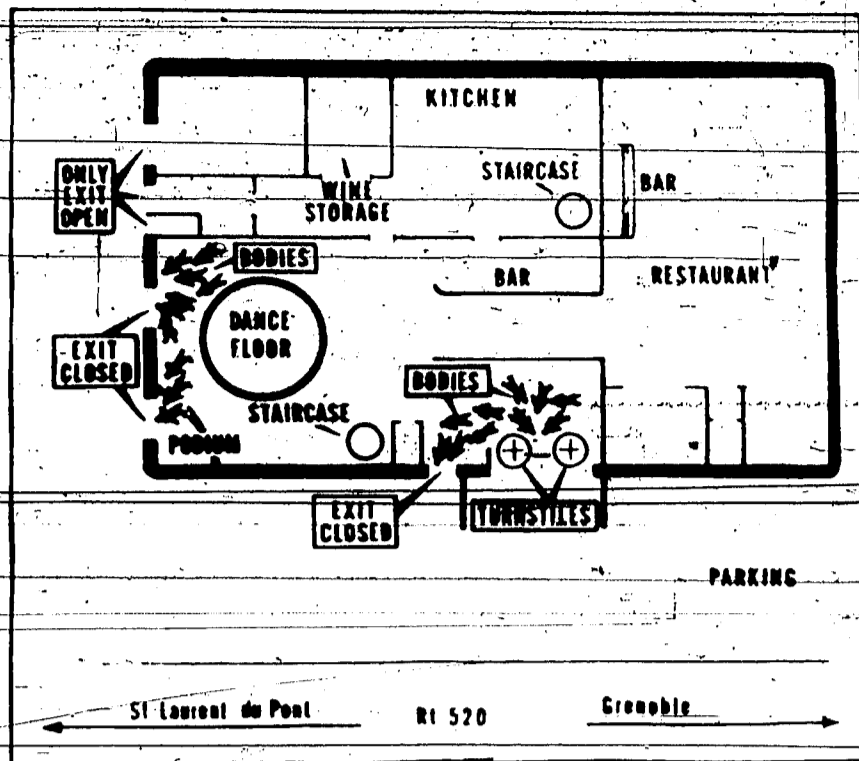 KITCHEN
ONLY
EXIT
OPEN
WINE
STORAGE
STAIRCASE
BAR
BODIES
BAR
RESTAURANT
DANCE
FLOOR
EXIT
CLOSED
BODIES
STAIRCASE
PODIUM
EXIT
CLOSED
TURNSTILES
PARKING
St Laurent du Pont
Rt 520
Grenoble